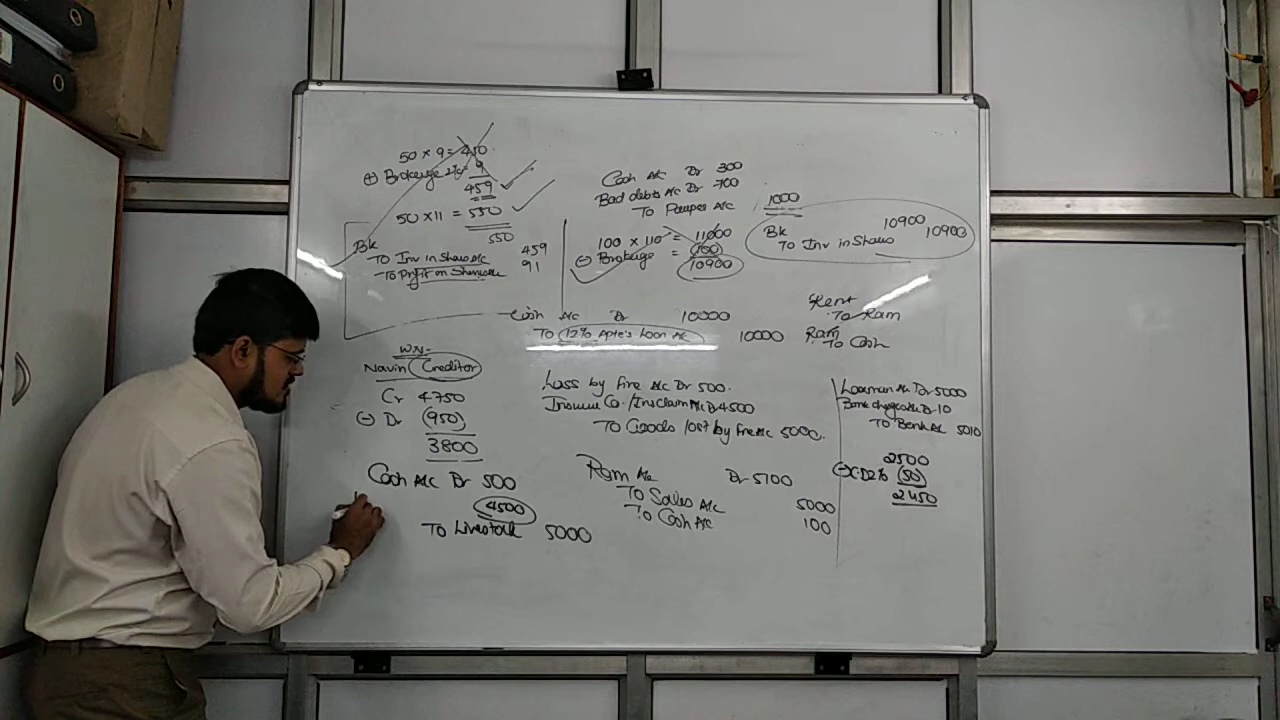 50 × 9 = 450
(+) Brokerage 2% = 9
459
50 × 11 = 550
550
Bk
To Inv in Shares A/c 459
To Profit on Shares A/c 91
Cash A/c Dr 300
Bad debts A/c Dr 700
To Pauper A/c 1000
100 × 110 = 11000
(-) Brokerage = (100)
10900
Bk 10900
To Inv in Shares 10900
Cash A/c Dr 10000
To 12% Apte's Loan A/c 10000
Rent
To Ram
Ram
To Cash
W.N.
Navin Creditor
Cr 4750
(-) Dr (950)
3800
Loss by fire A/c Dr 500.
Insurance Co./Ins claim A/c Dr 4500
To Goods lost by fire A/c 5000.
Loanman A/c Dr 5000
Bank charges A/c Dr 10
To Bank A/c 5010
2500
(-) CD 2% (50)
2450
Cash A/c Dr 500
4500
To Livestock 5000
Ram A/c Dr 5100
To Sales A/c 5000
To Cash A/c 100